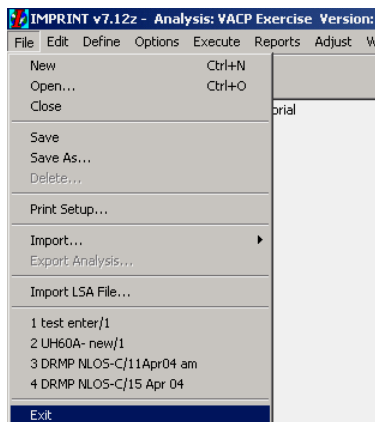 IMPRINT v7.12z - Analysis: VACP Exercise Version:
File Edit Define Options Execute Reports Adjust W
New Ctrl+N
Open... Ctrl+O
Close
orial
Save
Save As...
Delete...
Print Setup...
Import...
Export Analysis...
Import LSA File...
1 test enter/1
2 UH60A- new/1
3 DRMP NLOS-C/11Apr04 am
4 DRMP NLOS-C/15 Apr 04
Exit